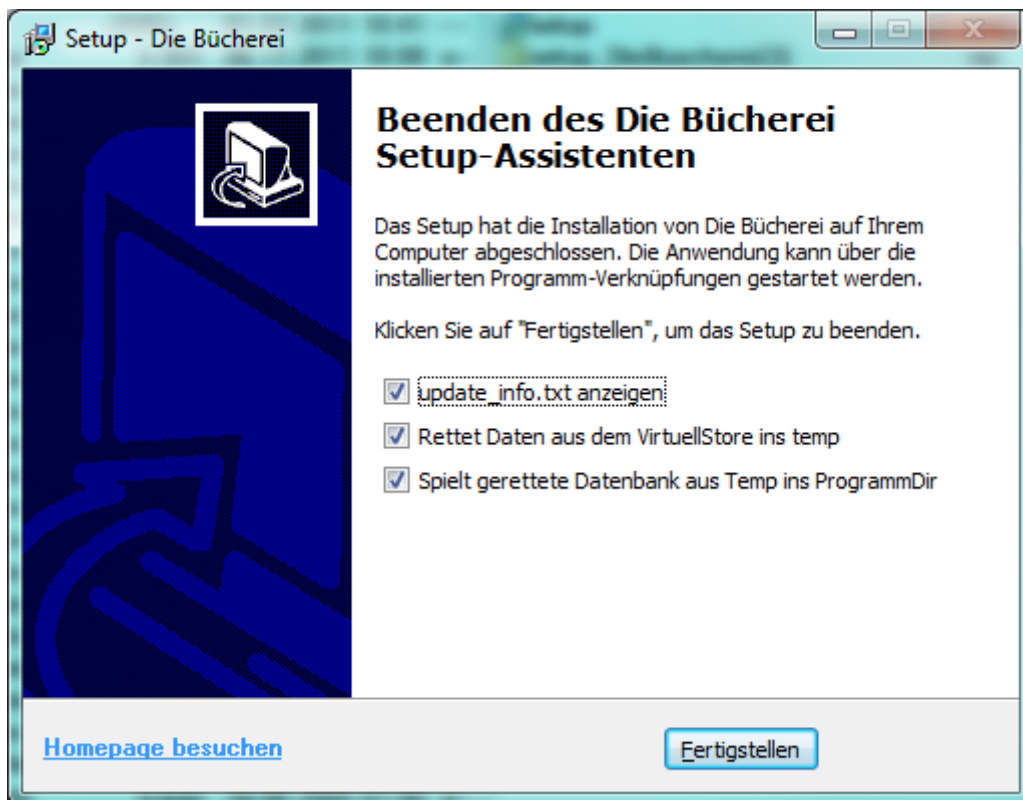 Setup - Die Bücherei
Beenden des Die Bücherei
Setup-Assistenten
Das Setup hat die Installation von Die Bücherei auf Ihrem
Computer abgeschlossen. Die Anwendung kann über die
installierten Programm-Verknüpfungen gestartet werden.
Klicken Sie auf "Fertigstellen", um das Setup zu beenden.
update_info.txt anzeigen
Rettet Daten aus dem VirtuellStore ins temp
Spielt gerettete Datenbank aus Temp ins ProgrammDir
Homepage besuchen
Fertigstellen